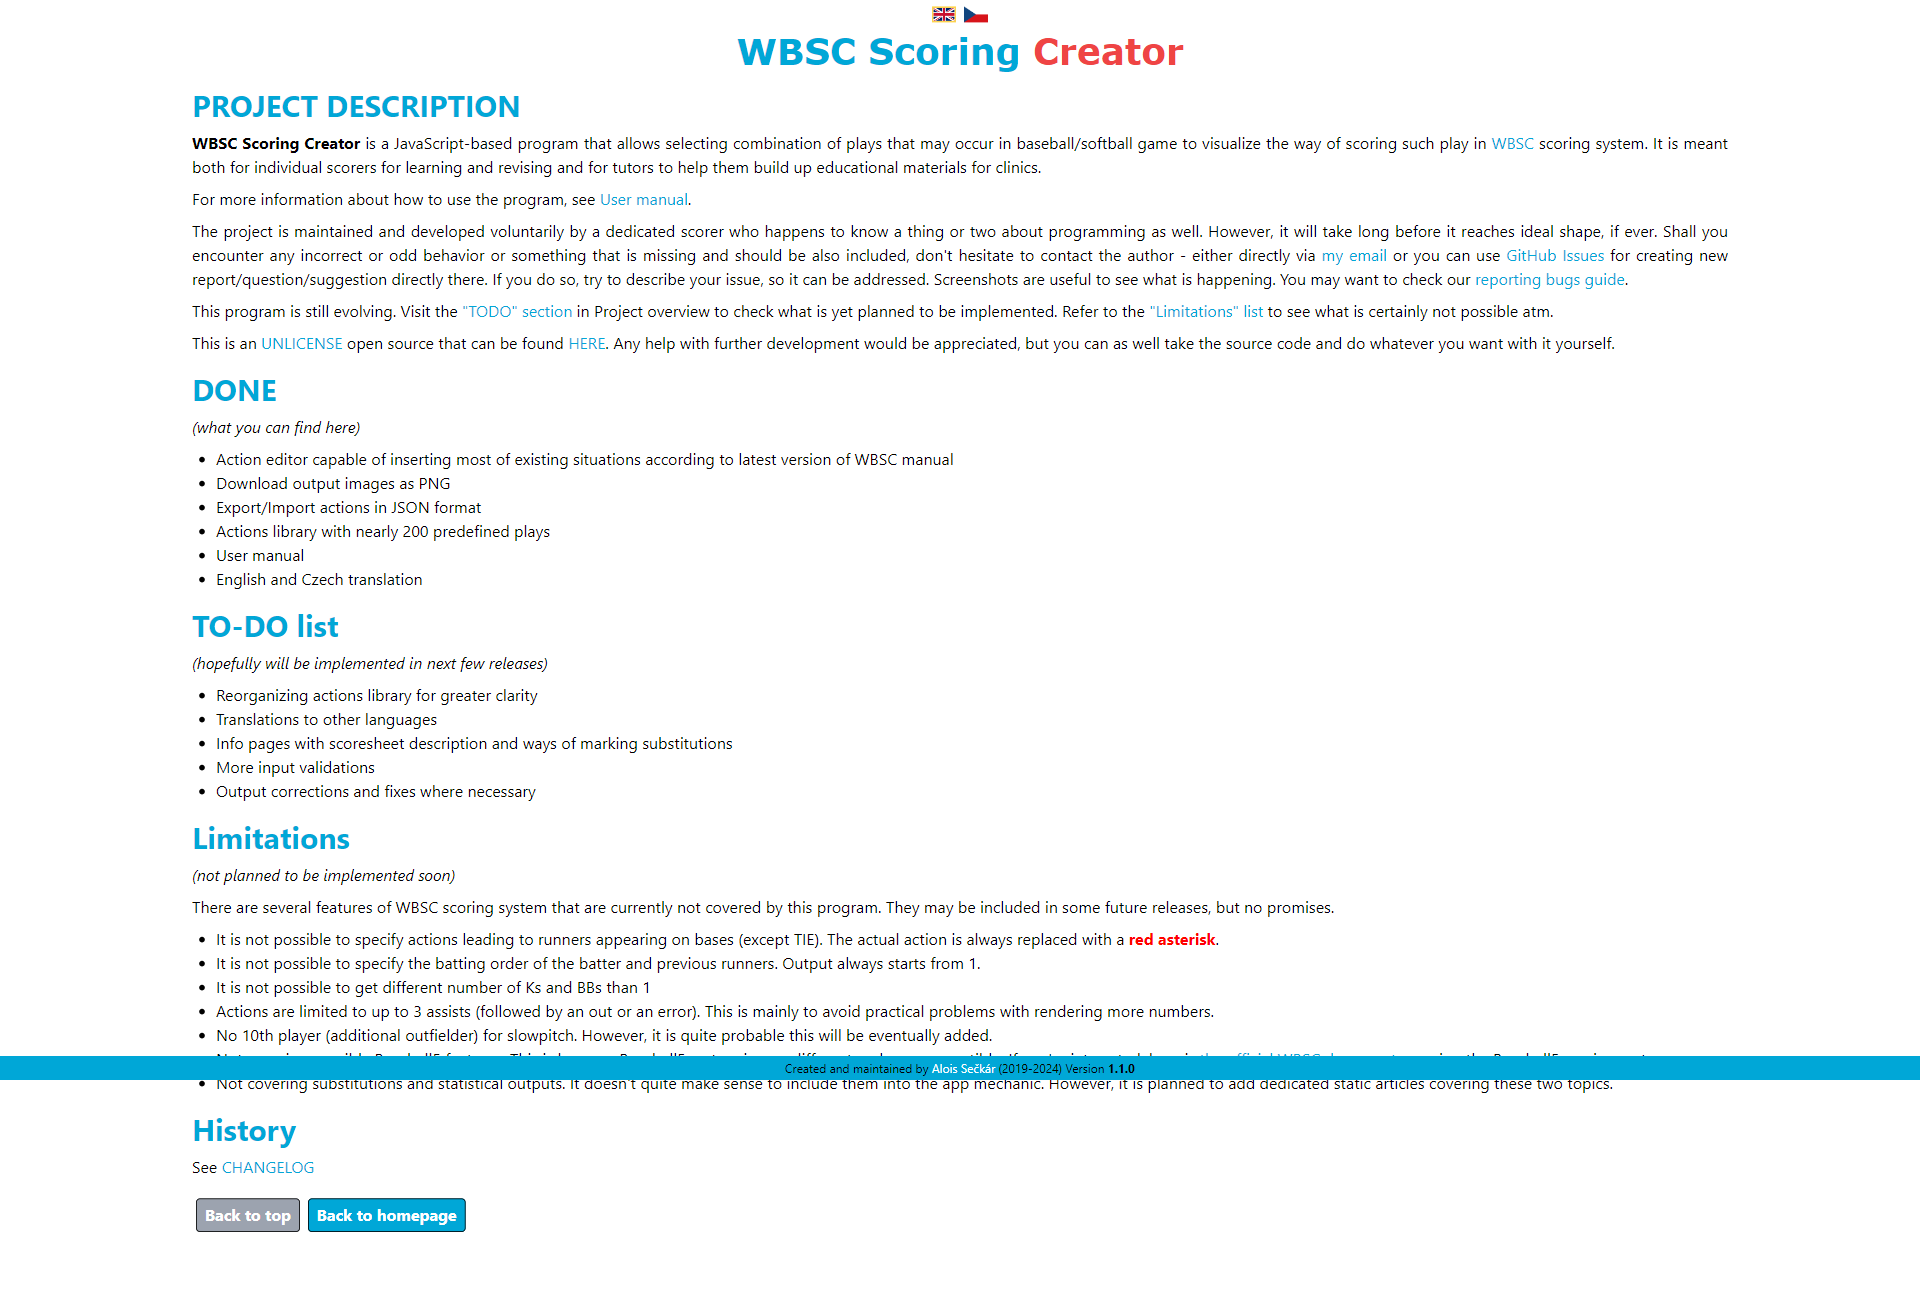 WBSC Scoring Creator
PROJECT DESCRIPTION
WBSC Scoring Creator is a JavaScript-based program that allows selecting combination of plays that may occur in baseball/softball game to visualize the way of scoring such play in WBSC scoring system. It is meant
both for individual scorers for learning and revising and for tutors to help them build up educational materials for clinics.
For more information about how to use the program, see User manual.
The project is maintained and developed voluntarily by a dedicated scorer who happens to know a thing or two about programming as well. However, it will take long before it reaches ideal shape, if ever. Shall you
encounter any incorrect or odd behavior or something that is missing and should be also included, don't hesitate to contact the author - either directly via my email or you can use GitHub Issues for creating new
report/question/suggestion directly there. If you do so, try to describe your issue, so it can be addressed. Screenshots are useful to see what is happening. You may want to check our reporting bugs guide.
This program is still evolving. Visit the "TODO" section in Project overview to check what is yet planned to be implemented. Refer to the "Limitations" list to see what is certainly not possible atm.
This is an UNLICENSE open source that can be found HERE. Any help with further development would be appreciated, but you can as well take the source code and do whatever you want with it yourself.
DONE
(what you can find here)
• Action editor capable of inserting most of existing situations according to latest version of WBSC manual
• Download output images as PNG
• Export/Import actions in JSON format
• Actions library with nearly 200 predefined plays
• User manual
• English and Czech translation
TO-DO list
(hopefully will be implemented in next few releases)
• Reorganizing actions library for greater clarity
• Translations to other languages
• Info pages with scoresheet description and ways of marking substitutions
• More input validations
• Output corrections and fixes where necessary
Limitations
(not planned to be implemented soon)
There are several features of WBSC scoring system that are currently not covered by this program. They may be included in some future releases, but no promises.
• It is not possible to specify actions leading to runners appearing on bases (except TIE). The actual action is always replaced with a red asterisk.
• It is not possible to specify the batting order of the batter and previous runners. Output always starts from 1.
• It is not possible to get different number of Ks and BBs than 1
• Actions are limited to up to 3 assists (followed by an out or an error). This is mainly to avoid practical problems with rendering more numbers.
• No 10th player (additional outfielder) for slowpitch. However, it is quite probable this will be eventually added.
Created and maintained by Alois Sečkár (2019-2024) Version 1.1.0
• Not covering substitutions and statistical outputs. It doesn't quite make sense to include them into the app mechanic. However, it is planned to add dedicated static articles covering these two topics.
History
See CHANGELOG
Back to top Back to homepage